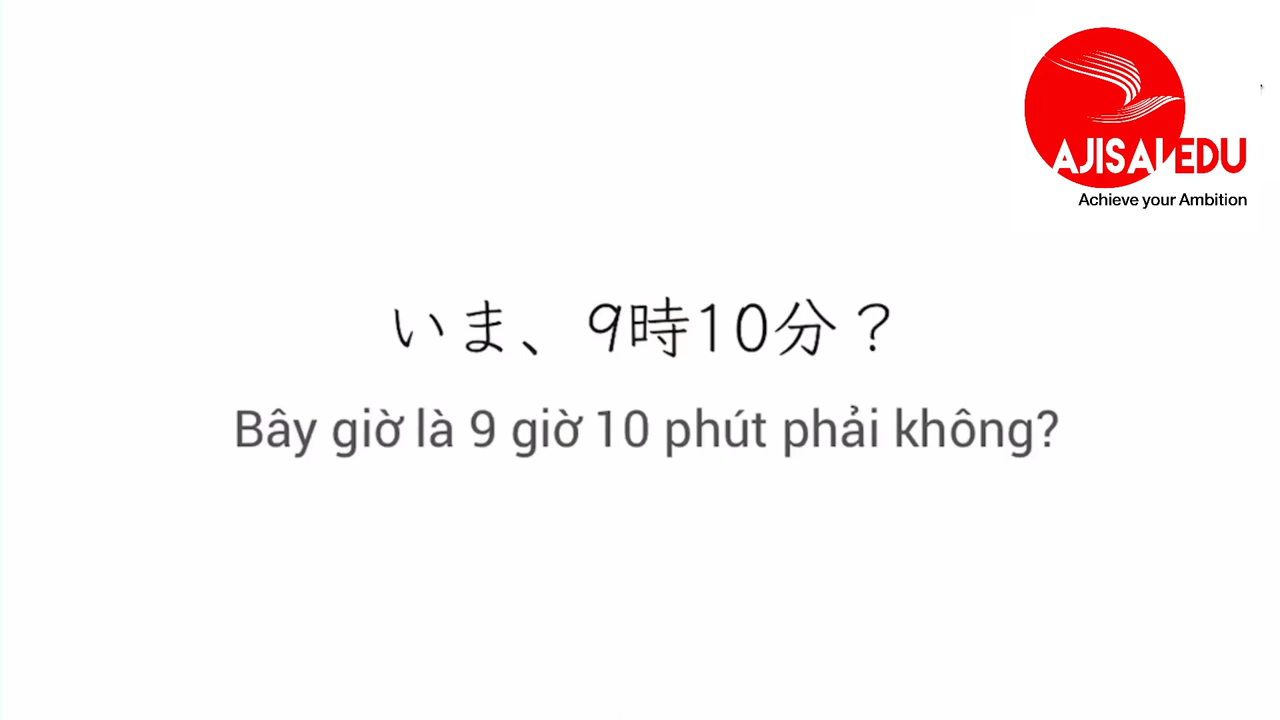 AJISAI EDU
Achieve your Ambition
いま、9時10分？
Bây giờ là 9 giờ 10 phút phải không?